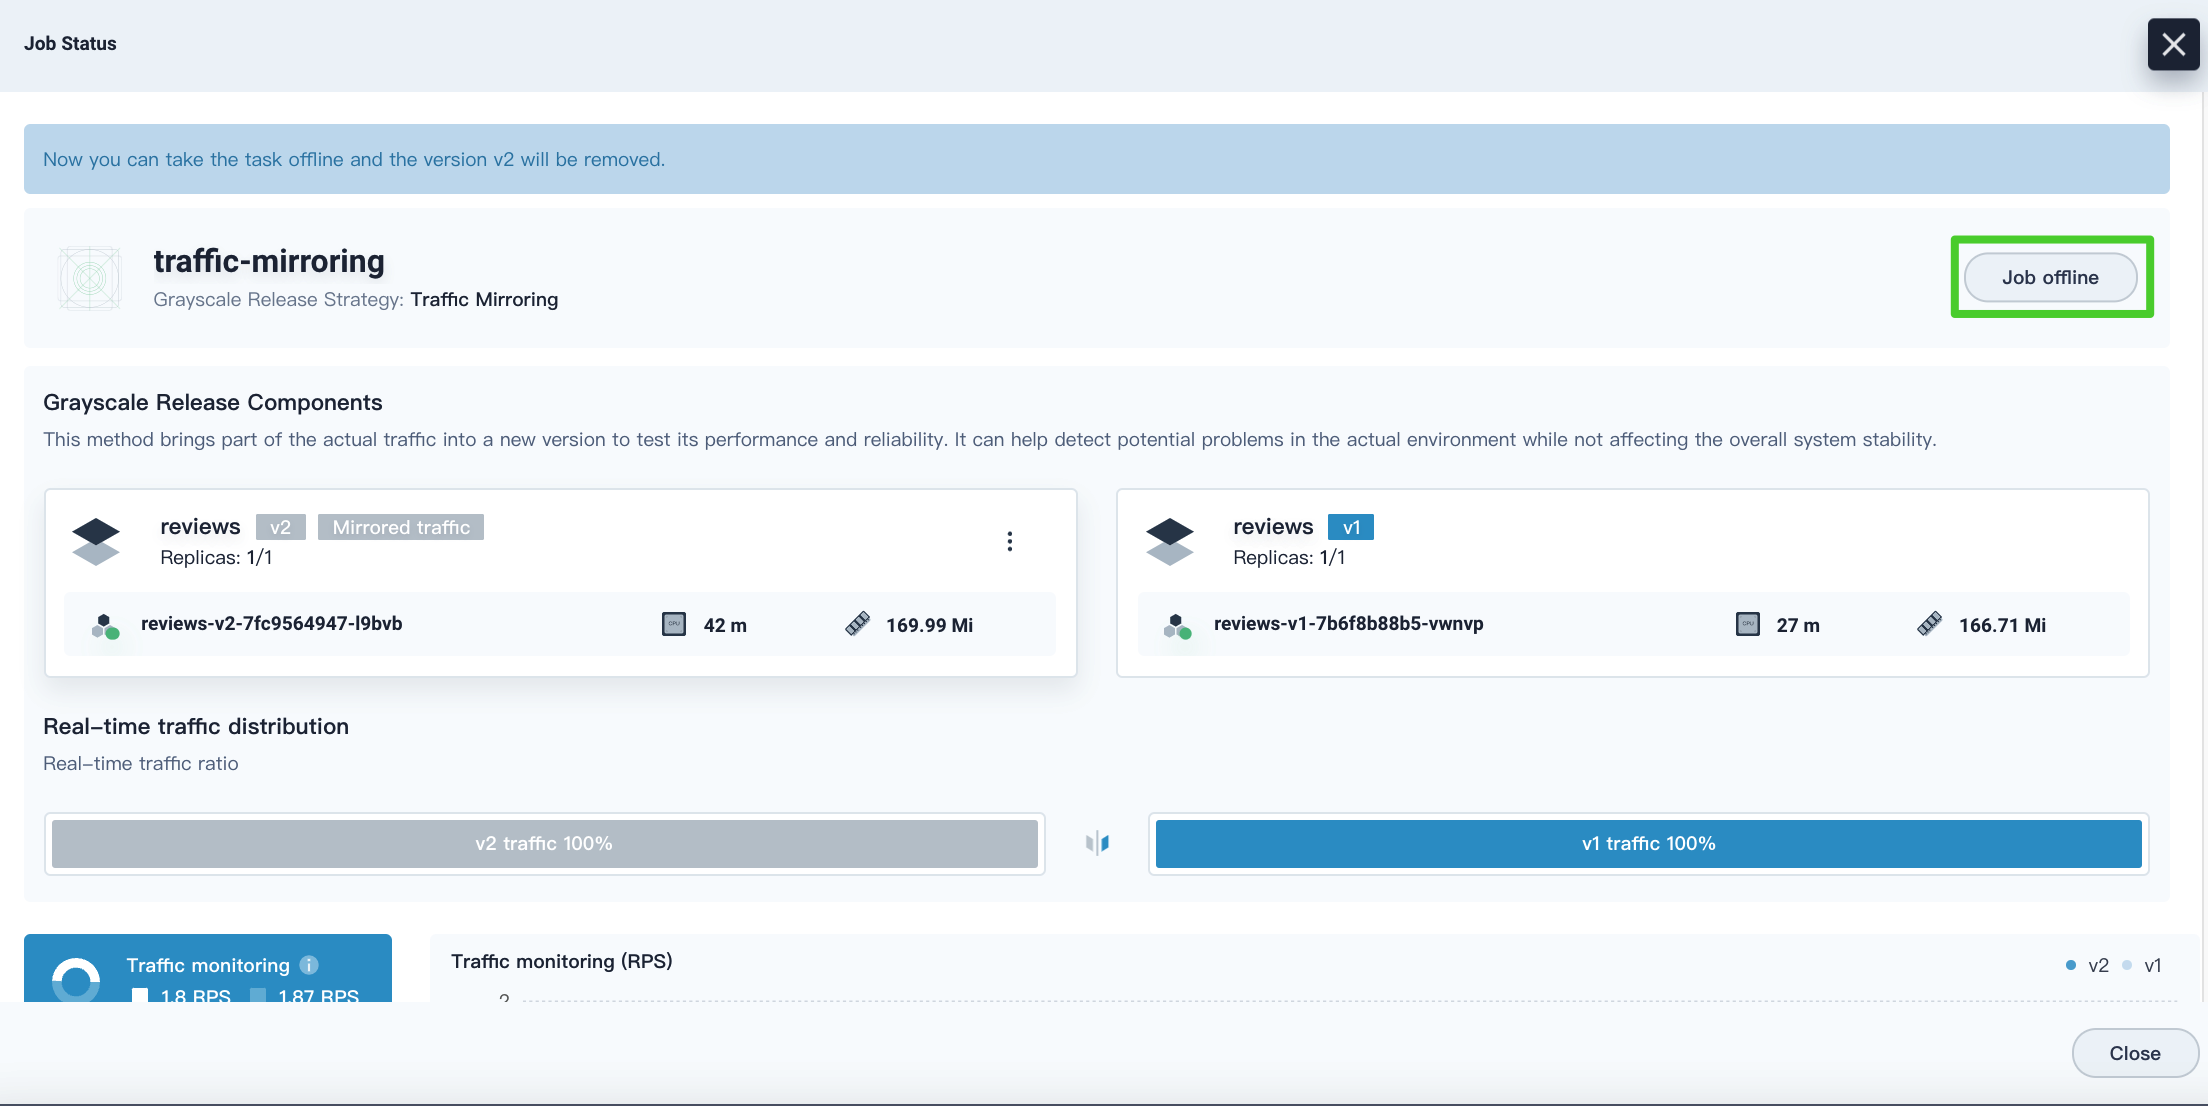 Job Status
Now you can take the task offline and the version v2 will be removed.
traffic-mirroring
Grayscale Release Strategy: Traffic Mirroring
Job offline
Grayscale Release Components
This method brings part of the actual traffic into a new version to test its performance and reliability. It can help detect potential problems in the actual environment while not affecting the overall system stability.
reviews v2 Mirrored traffic
Replicas: 1/1
reviews-v2-7fc9564947-l9bvb CPU 42 m 169.99 Mi
reviews v1
Replicas: 1/1
reviews-v1-7b6f8b88b5-vwnvp CPU 27 m 166.71 Mi
Real-time traffic distribution
Real-time traffic ratio
v2 traffic 100%
v1 traffic 100%
Traffic monitoring
1.8 RPS 1.87 RPS
Traffic monitoring (RPS)
v2 v1
2
Close